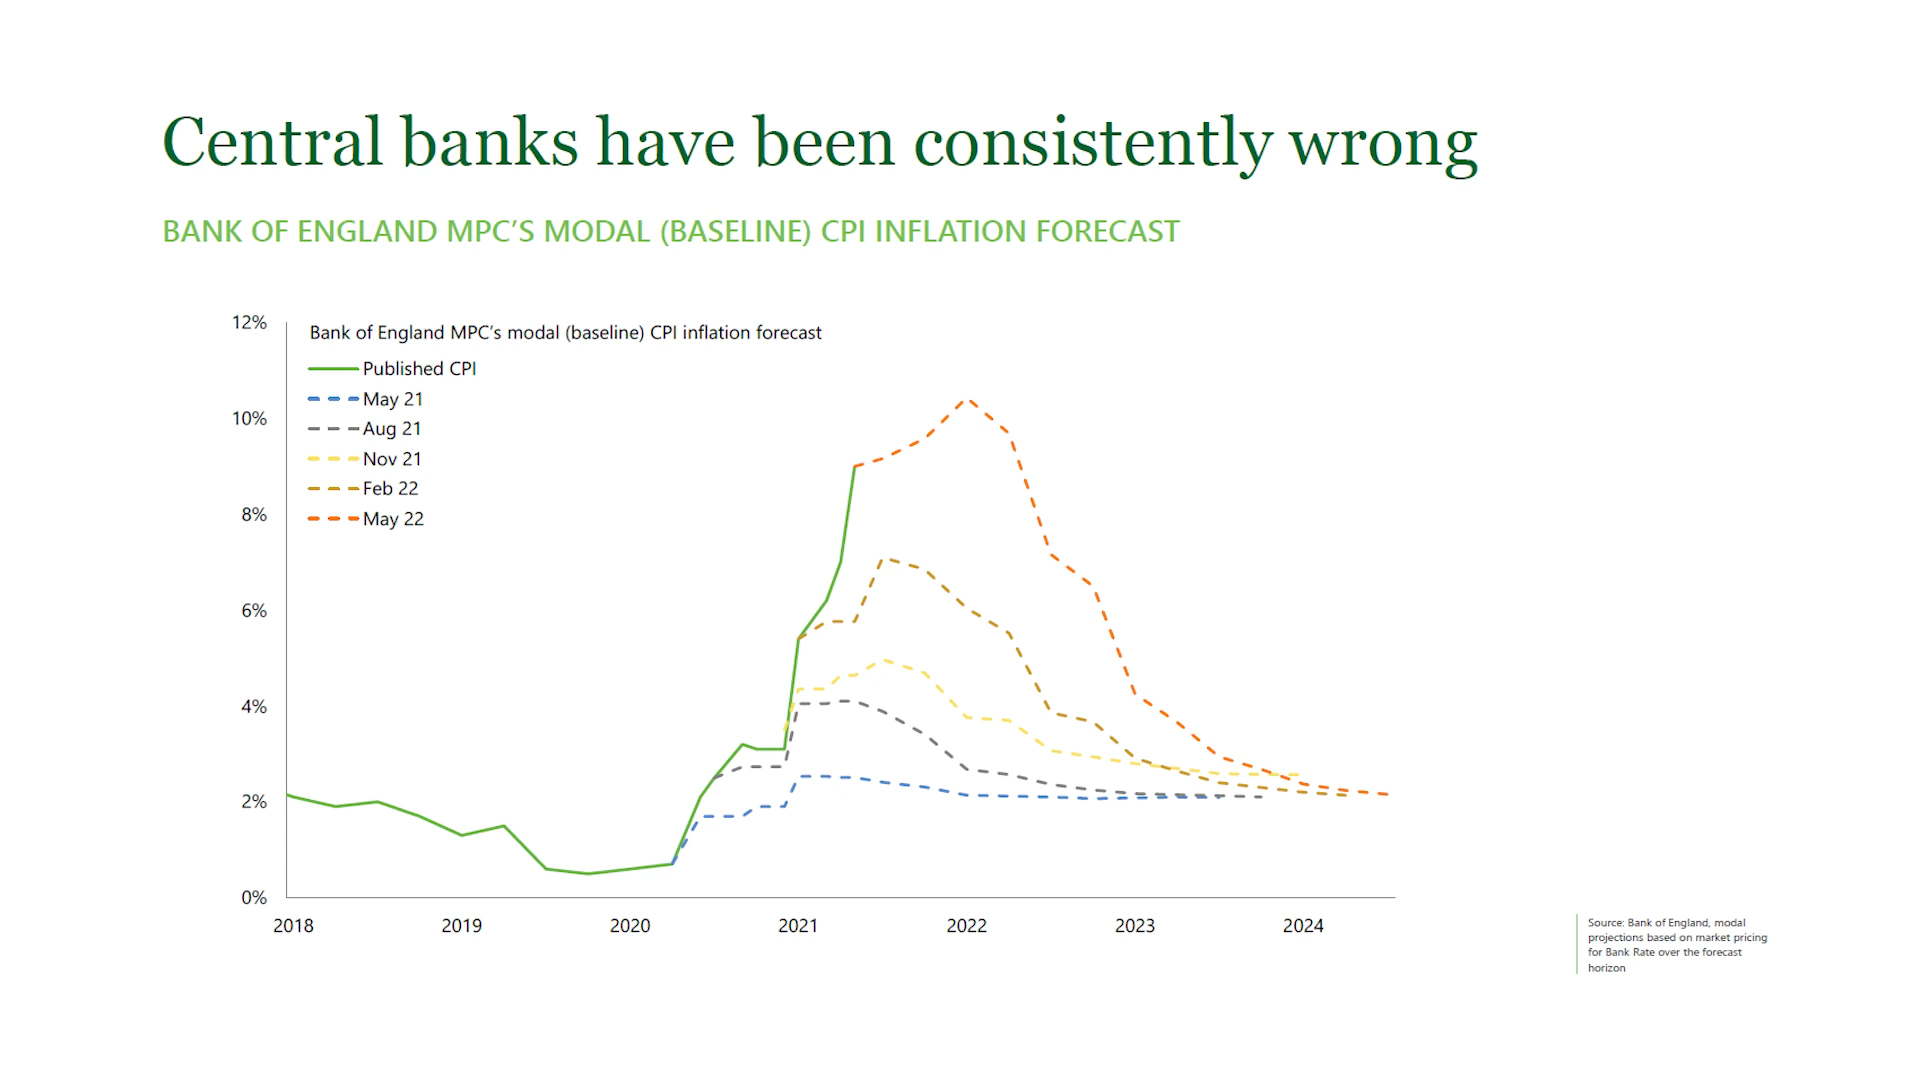 Central banks have been consistently wrong
BANK OF ENGLAND MPC’S MODAL (BASELINE) CPI INFLATION FORECAST
Bank of England MPC’s modal (baseline) CPI inflation forecast
Published CPI
May 21
Aug 21
Nov 21
Feb 22
May 22
12%
10%
8%
6%
4%
2%
0%
2018 2019 2020 2021 2022 2023 2024
Source: Bank of England, modal
projections based on market pricing
for Bank Rate over the forecast
horizon